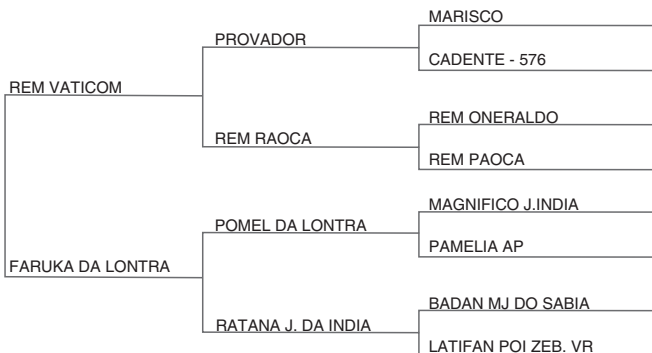 MARISCO
PROVADOR
CADENTE - 576
REM VATICOM
REM ONERALDO
REM RAOCA
REM PAOCA
MAGNIFICO J.INDIA
POMEL DA LONTRA
PAMELIA AP
FARUKA DA LONTRA
BADAN MJ DO SABIA
RATANA J. DA INDIA
LATIFAN POI ZEB. VR